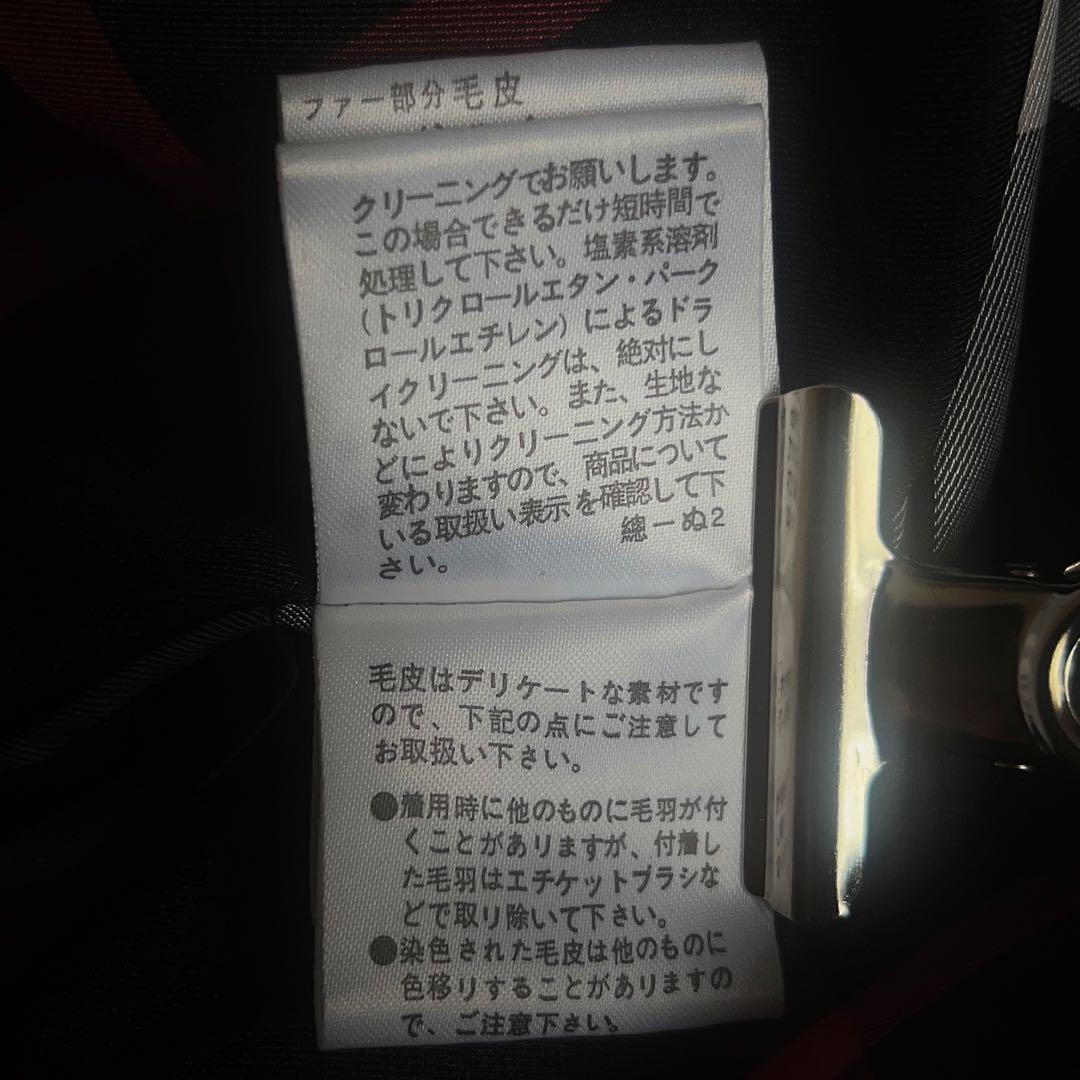 ファー部分毛皮
クリーニングでお願いします。
この場合できるだけ短時間で
処理して下さい。塩素系溶剤
(トリクロールエタン・パーク
ロールエチレン)によるドラ
イクリーニングは、絶対にし
ないで下さい。また、生地な
どによりクリーニング方法か
変わりますので、商品について
いる取扱い表示を確認して下
さい。
總ーぬ2
毛皮はデリケートな素材です
ので、下記の点にご注意して
お取扱い下さい。
●着用時に他のものに毛羽が付
くことがありますが、付着し
た毛羽はエチケットブラシな
どで取り除いて下さい。
●染色された毛皮は他のものに
色移りすることがありますの
で、ご注意下さい。